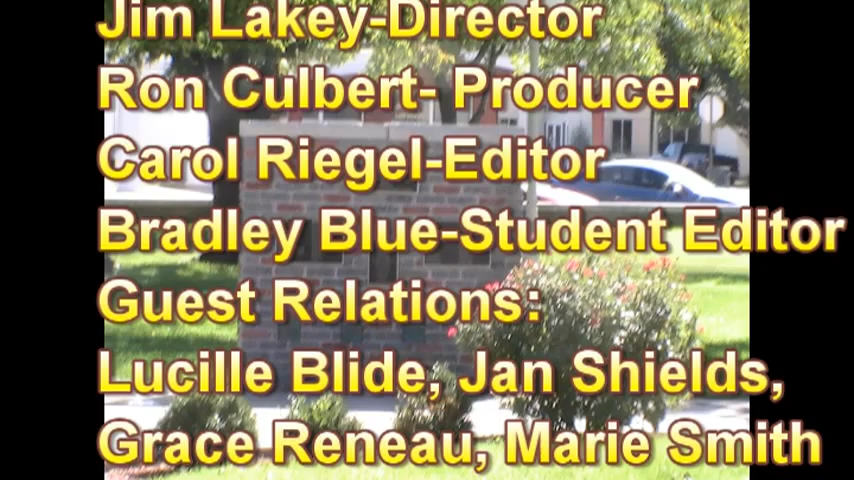 Jim Lakey-Director
Ron Culbert- Producer
Carol Riegel-Editor
Bradley Blue-Student Editor
Guest Relations:
Lucille Blide, Jan Shields,
Grace Reneau, Marie Smith